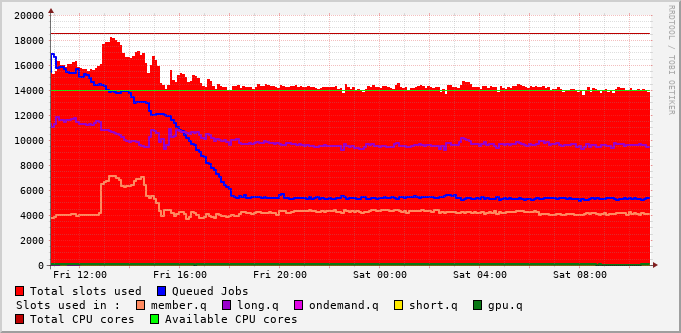 20000
18000
16000
14000
12000
10000
8000
6000
4000
2000
0
Fri 12:00 Fri 16:00 Fri 20:00 Sat 00:00 Sat 04:00 Sat 08:00
RRDTOOL / TOBI OETIKER
Total slots used Queued Jobs
Slots used in : member.q long.q ondemand.q short.q gpu.q
Total CPU cores Available CPU cores